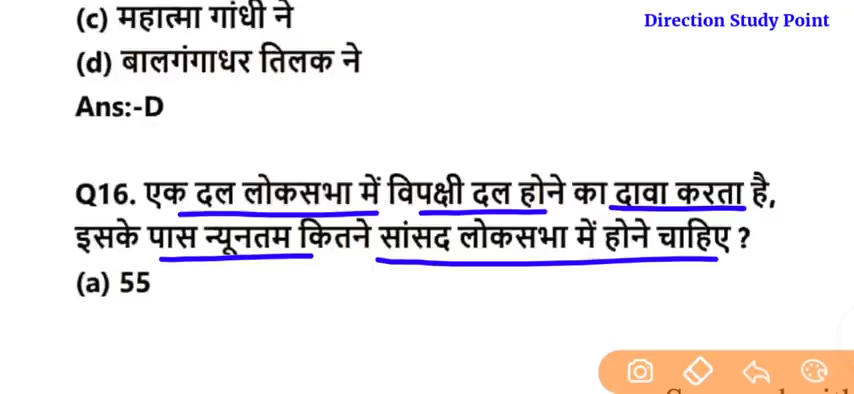 (c) महात्मा गांधी ने
Direction Study Point
(d) बालगंगाधर तिलक ने
Ans:-D
Q16. एक दल लोकसभा में विपक्षी दल होने का दावा करता है,
इसके पास न्यूनतम कितने सांसद लोकसभा में होने चाहिए ?
(a) 55